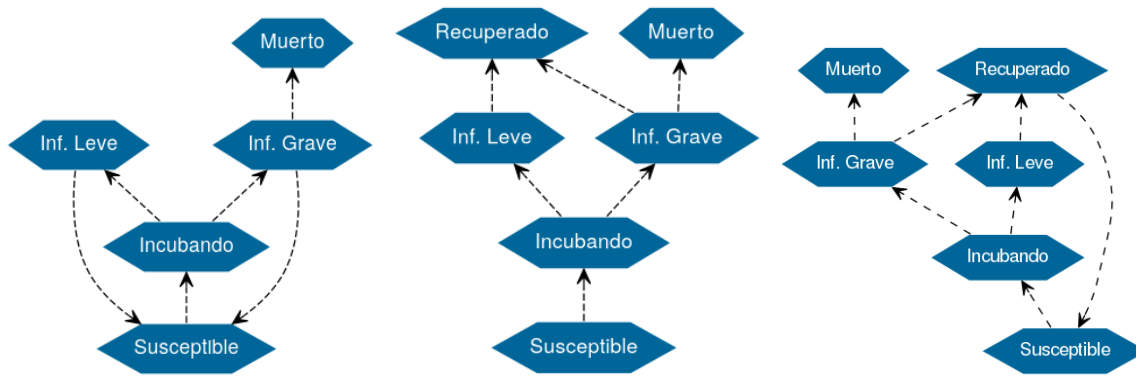 Muerto
Inf. Leve
Inf. Grave
Incubando
Susceptible
Recuperado
Muerto
Inf. Leve
Inf. Grave
Incubando
Susceptible
Muerto
Recuperado
Inf. Grave
Inf. Leve
Incubando
Susceptible